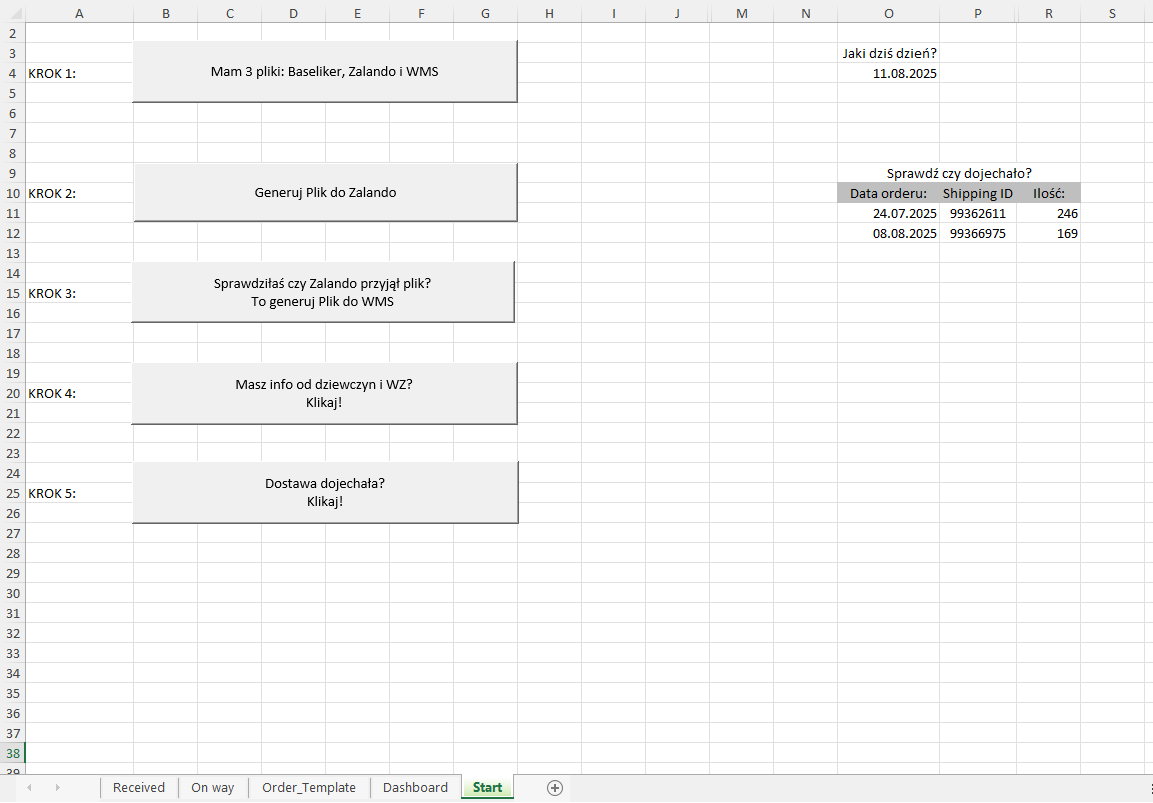 A B C D E F G H I J K L M N O P Q R S
2
3 Jaki dziś dzień?
4 KROK 1: Mam 3 pliki: Baseliker, Zalando i WMS 11.08.2025
5
6
7
8
9 Sprawdź czy dojechało?
10 KROK 2: Generuj Plik do Zalando Data orderu: Shipping ID Ilość:
11 24.07.2025 99362611 246
12 08.08.2025 99366975 169
13
14 Sprawdziłaś czy Zalando przyjął plik?
15 KROK 3: To generuj Plik do WMS
16
17
18
19 Masz info od dziewczyn i WZ?
20 KROK 4: Klikaj!
21
22
23
24 Dostawa dojechała?
25 KROK 5: Klikaj!
26
27
28
29
30
31
32
33
34
35
36
37
38
39
Received On way Order_Template Dashboard Start